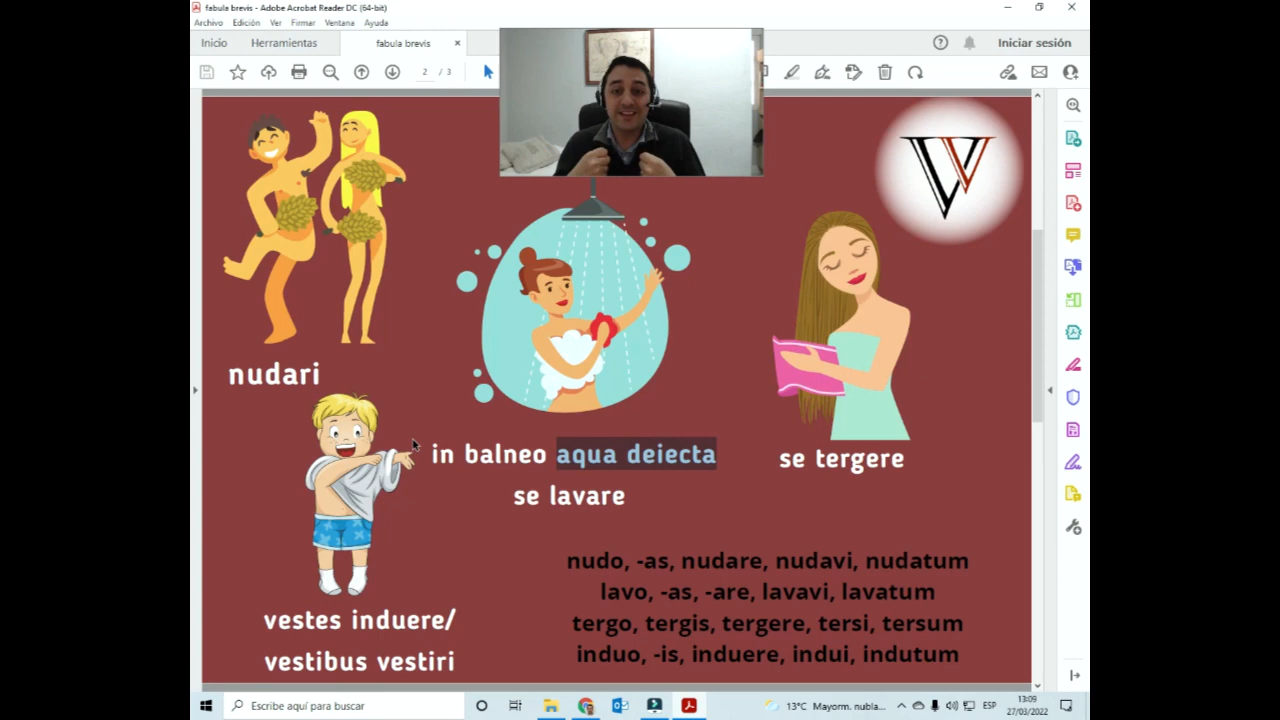 fabula brevis - Adobe Acrobat Reader DC (64-bit)
Archivo Edición Ver Firmar Ventana Ayuda
Inicio Herramientas fabula brevis × Iniciar sesión
2 / 3
VV
nudari
in balneo aqua deiecta
se lavare
se tergere
vestes induere/
vestibus vestiri
nudo, -as, nudare, nudavi, nudatum
lavo, -as, -are, lavavi, lavatum
tergo, tergis, tergere, tersi, tersum
induo, -is, induere, indui, indutum
Escribe aquí para buscar
13°C Mayorm. nubla... ESP
13:09
27/03/2022